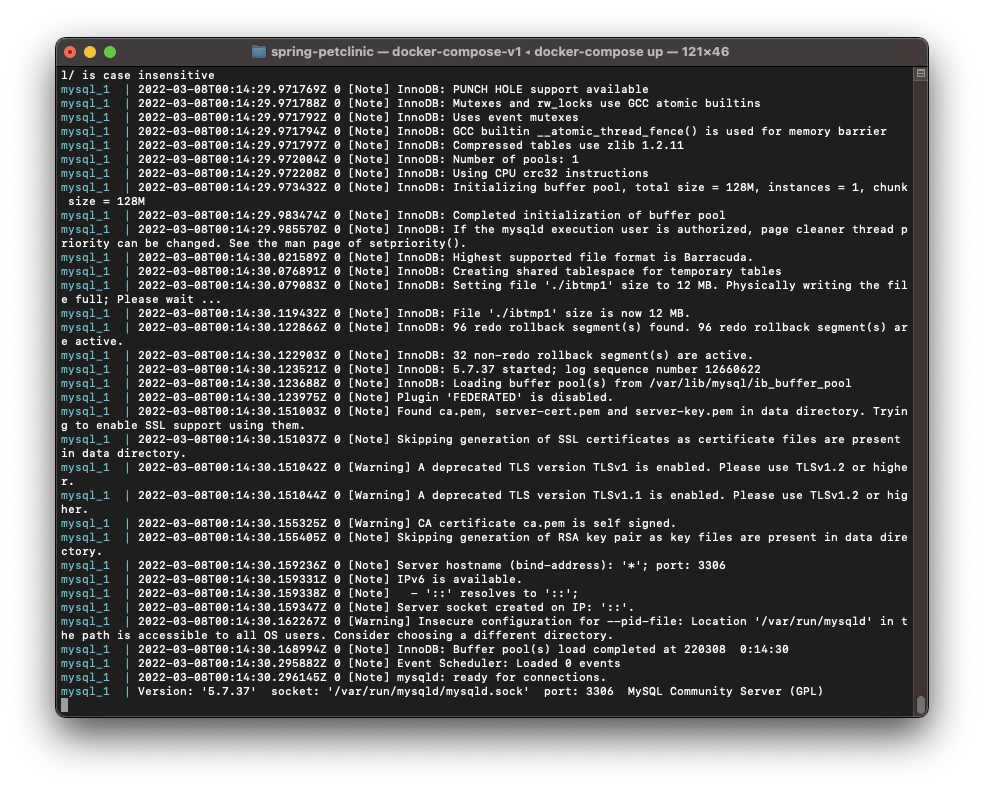 spring-petclinic — docker-compose-v1 ◂ docker-compose up — 121×46
l/ is case insensitive
mysql_1  | 2022-03-08T00:14:29.971769Z 0 [Note] InnoDB: PUNCH HOLE support available
mysql_1  | 2022-03-08T00:14:29.971788Z 0 [Note] InnoDB: Mutexes and rw_locks use GCC atomic builtins
mysql_1  | 2022-03-08T00:14:29.971792Z 0 [Note] InnoDB: Uses event mutexes
mysql_1  | 2022-03-08T00:14:29.971794Z 0 [Note] InnoDB: GCC builtin __atomic_thread_fence() is used for memory barrier
mysql_1  | 2022-03-08T00:14:29.971797Z 0 [Note] InnoDB: Compressed tables use zlib 1.2.11
mysql_1  | 2022-03-08T00:14:29.972004Z 0 [Note] InnoDB: Number of pools: 1
mysql_1  | 2022-03-08T00:14:29.972208Z 0 [Note] InnoDB: Using CPU crc32 instructions
mysql_1  | 2022-03-08T00:14:29.973432Z 0 [Note] InnoDB: Initializing buffer pool, total size = 128M, instances = 1, chunk
 size = 128M
mysql_1  | 2022-03-08T00:14:29.983474Z 0 [Note] InnoDB: Completed initialization of buffer pool
mysql_1  | 2022-03-08T00:14:29.985570Z 0 [Note] InnoDB: If the mysqld execution user is authorized, page cleaner thread p
riority can be changed. See the man page of setpriority().
mysql_1  | 2022-03-08T00:14:30.021589Z 0 [Note] InnoDB: Highest supported file format is Barracuda.
mysql_1  | 2022-03-08T00:14:30.076891Z 0 [Note] InnoDB: Creating shared tablespace for temporary tables
mysql_1  | 2022-03-08T00:14:30.079083Z 0 [Note] InnoDB: Setting file './ibtmp1' size to 12 MB. Physically writing the fil
e full; Please wait ...
mysql_1  | 2022-03-08T00:14:30.119432Z 0 [Note] InnoDB: File './ibtmp1' size is now 12 MB.
mysql_1  | 2022-03-08T00:14:30.122866Z 0 [Note] InnoDB: 96 redo rollback segment(s) found. 96 redo rollback segment(s) ar
e active.
mysql_1  | 2022-03-08T00:14:30.122903Z 0 [Note] InnoDB: 32 non-redo rollback segment(s) are active.
mysql_1  | 2022-03-08T00:14:30.123521Z 0 [Note] InnoDB: 5.7.37 started; log sequence number 12660622
mysql_1  | 2022-03-08T00:14:30.123688Z 0 [Note] InnoDB: Loading buffer pool(s) from /var/lib/mysql/ib_buffer_pool
mysql_1  | 2022-03-08T00:14:30.123975Z 0 [Note] Plugin 'FEDERATED' is disabled.
mysql_1  | 2022-03-08T00:14:30.151003Z 0 [Note] Found ca.pem, server-cert.pem and server-key.pem in data directory. Tryin
g to enable SSL support using them.
mysql_1  | 2022-03-08T00:14:30.151037Z 0 [Note] Skipping generation of SSL certificates as certificate files are present
in data directory.
mysql_1  | 2022-03-08T00:14:30.151042Z 0 [Warning] A deprecated TLS version TLSv1 is enabled. Please use TLSv1.2 or highe
r.
mysql_1  | 2022-03-08T00:14:30.151044Z 0 [Warning] A deprecated TLS version TLSv1.1 is enabled. Please use TLSv1.2 or hig
her.
mysql_1  | 2022-03-08T00:14:30.155325Z 0 [Warning] CA certificate ca.pem is self signed.
mysql_1  | 2022-03-08T00:14:30.155405Z 0 [Note] Skipping generation of RSA key pair as key files are present in data dire
ctory.
mysql_1  | 2022-03-08T00:14:30.159236Z 0 [Note] Server hostname (bind-address): '*'; port: 3306
mysql_1  | 2022-03-08T00:14:30.159331Z 0 [Note] IPv6 is available.
mysql_1  | 2022-03-08T00:14:30.159338Z 0 [Note]   - '::' resolves to '::';
mysql_1  | 2022-03-08T00:14:30.159347Z 0 [Note] Server socket created on IP: '::'.
mysql_1  | 2022-03-08T00:14:30.162267Z 0 [Warning] Insecure configuration for --pid-file: Location '/var/run/mysqld' in t
he path is accessible to all OS users. Consider choosing a different directory.
mysql_1  | 2022-03-08T00:14:30.168994Z 0 [Note] InnoDB: Buffer pool(s) load completed at 220308  0:14:30
mysql_1  | 2022-03-08T00:14:30.295882Z 0 [Note] Event Scheduler: Loaded 0 events
mysql_1  | 2022-03-08T00:14:30.296145Z 0 [Note] mysqld: ready for connections.
mysql_1  | Version: '5.7.37'  socket: '/var/run/mysqld/mysqld.sock'  port: 3306  MySQL Community Server (GPL)